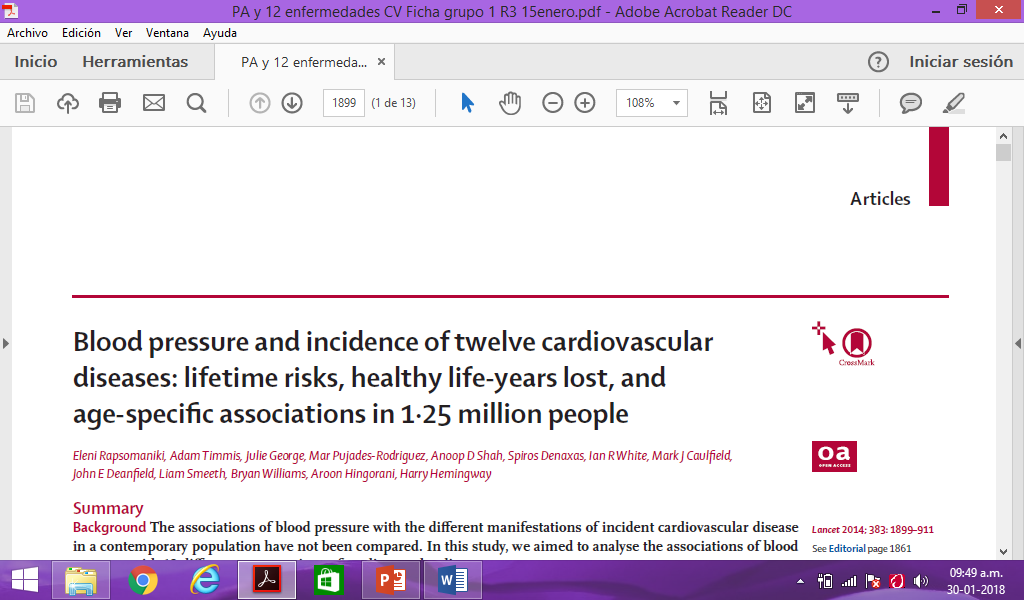 PA y 12 enfermedades CV Ficha grupo 1 R3 15enero.pdf - Adobe Acrobat Reader DC
Archivo Edición Ver Ventana Ayuda
Inicio Herramientas PA y 12 enfermeda... × ? Iniciar sesión
1899 (1 de 13) 108%
Articles
Blood pressure and incidence of twelve cardiovascular
diseases: lifetime risks, healthy life-years lost, and
age-specific associations in 1·25 million people
CrossMark
Eleni Rapsomaniki, Adam Timmis, Julie George, Mar Pujades-Rodriguez, Anoop D Shah, Spiros Denaxas, Ian R White, Mark J Caulfield,
John E Deanfield, Liam Smeeth, Bryan Williams, Aroon Hingorani, Harry Hemingway
oa
OPEN ACCESS
Summary
Background The associations of blood pressure with the different manifestations of incident cardiovascular disease
in a contemporary population have not been compared. In this study, we aimed to analyse the associations of blood
Lancet 2014; 383: 1899–911
See Editorial page 1861
09:49 a.m.
30-01-2018